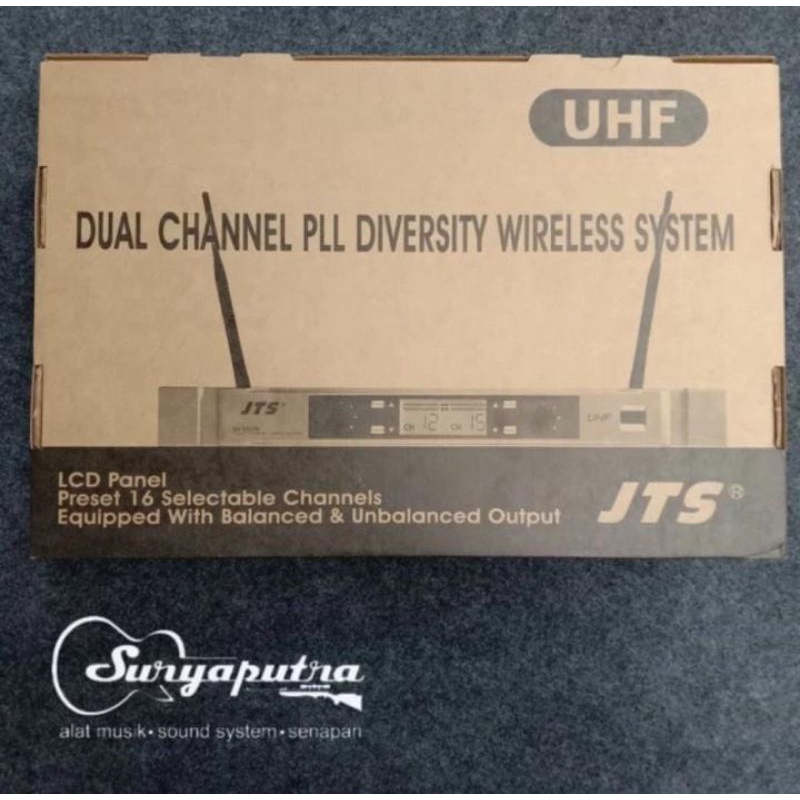 UHF
DUAL CHANNEL PLL DIVERSITY WIRELESS SYSTEM
JTS®
CH 12 CH 15
UHF
LCD Panel
Preset 16 Selectable Channels
Equipped With Balanced & Unbalanced Output
JTS®
Suryaputra
alat musik • sound system • senapan